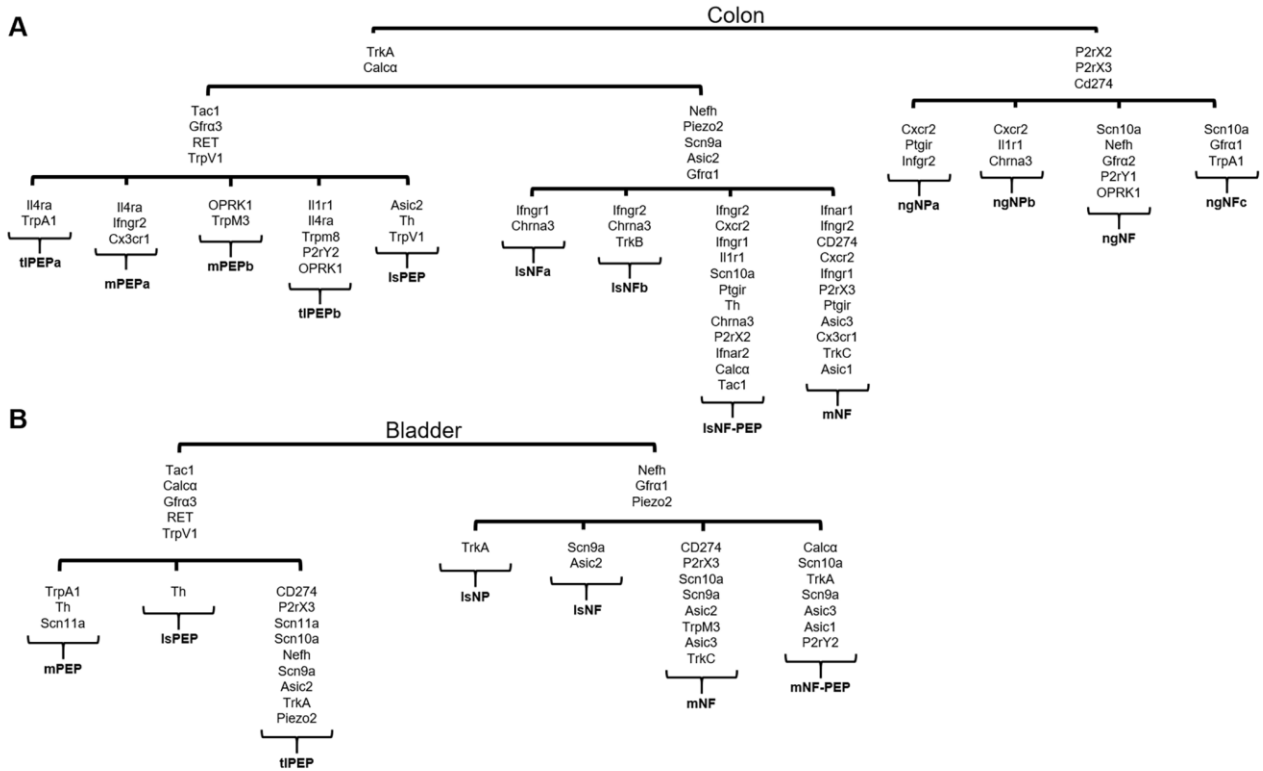 A
Colon
TrkA
Calcα
P2rX2
P2rX3
Cd274
Tac1
Gfrα3
RET
TrpV1
Nefh
Piezo2
Scn9a
Asic2
Gfrα1
Il4ra
TrpA1
tlPEPa
Il4ra
Ifngr2
Cx3cr1
mPEPa
OPRK1
TrpM3
mPEPb
Il1r1
Il4ra
Trpm8
P2rY2
OPRK1
tlPEPb
Asic2
Th
TrpV1
lsPEP
Ifngr1
Chrna3
lsNFa
Ifngr2
Chrna3
TrkB
lsNFb
Ifngr2
Cxcr2
Ifngr1
Il1r1
Scn10a
Ptgir
Th
Chrna3
P2rX2
Ifnar2
Calcα
Tac1
lsNF-PEP
Ifnar1
Ifngr2
CD274
Cxcr2
Ifngr1
P2rX3
Ptgir
Asic3
Cx3cr1
TrkC
Asic1
mNF
Cxcr2
Ptgir
Infgr2
ngNPa
Cxcr2
Il1r1
Chrna3
ngNPb
Scn10a
Nefh
Gfrα2
P2rY1
OPRK1
ngNF
Scn10a
Gfrα1
TrpA1
ngNFc
B
Bladder
Tac1
Calcα
Gfrα3
RET
TrpV1
Nefh
Gfrα1
Piezo2
TrpA1
Th
Scn11a
mPEP
Th
lsPEP
CD274
P2rX3
Scn11a
Scn10a
Nefh
Scn9a
Asic2
TrkA
Piezo2
tlPEP
TrkA
lsNP
Scn9a
Asic2
lsNF
CD274
P2rX3
Scn10a
Scn9a
Asic2
TrpM3
Asic3
TrkC
mNF
Calcα
Scn10a
TrkA
Scn9a
Asic3
Asic1
P2rY2
mNF-PEP